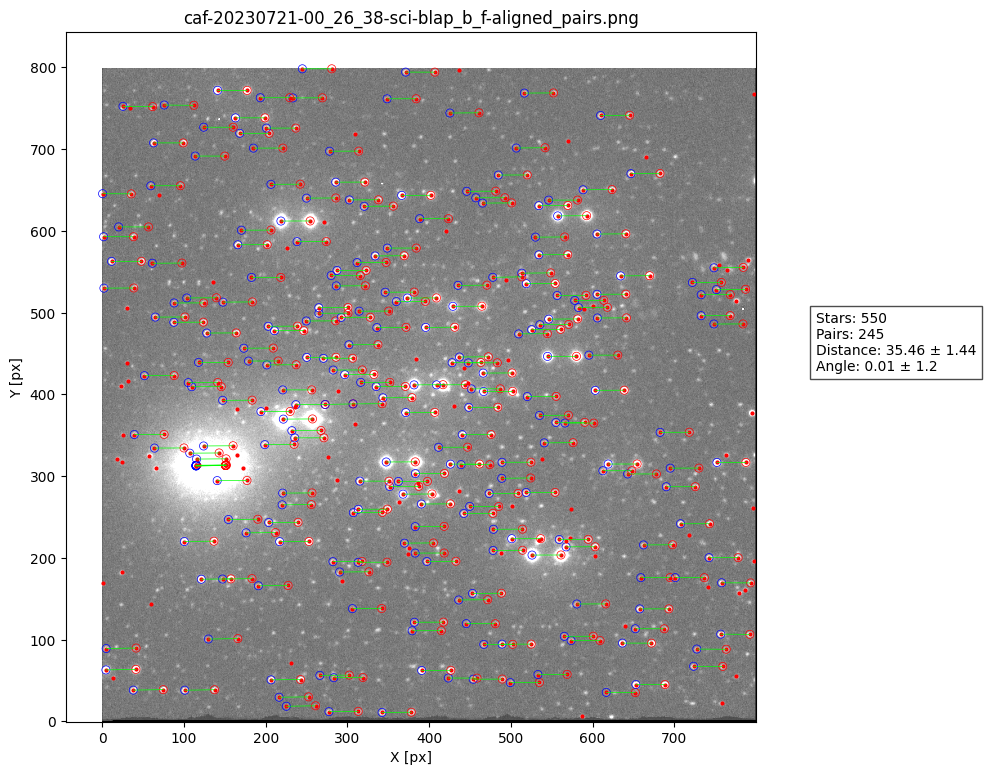 caf-20230721-00_26_38-sci-blap_b_f-aligned_pairs.png
800
700
600
500
400
300
200
100
0
Y [px]
0 100 200 300 400 500 600 700
X [px]
Stars: 550
Pairs: 245
Distance: 35.46 ± 1.44
Angle: 0.01 ± 1.2